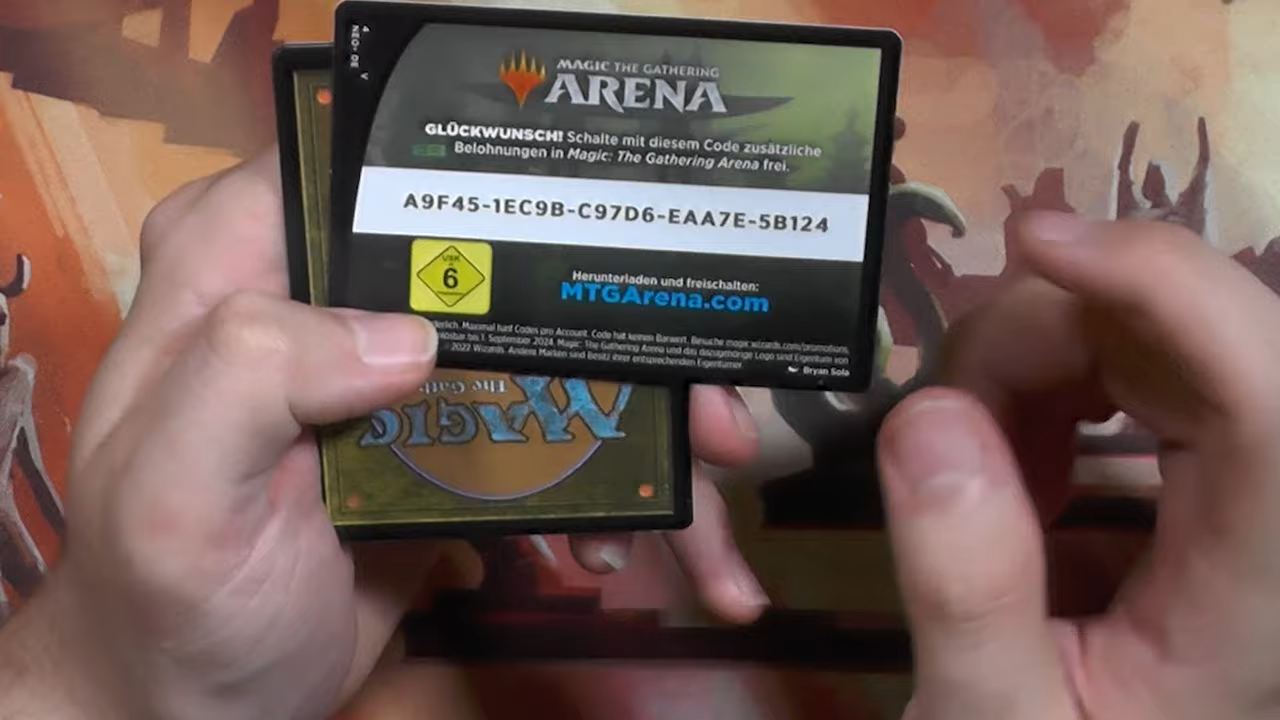 4
NEO-DE
V
MAGIC THE GATHERING
ARENA
GLÜCKWUNSCH! Schalte mit diesem Code zusätzliche
Belohnungen in Magic: The Gathering Arena frei.
A9F45-1EC9B-C97D6-EAA7E-5B124
USK
6
Herunterladen und freischalten:
MTGArena.com
Maximal fünf Codes pro Account. Code hat keinen Barwert. Besuche magic.wizards.com/promotions.
bis 1. September 2024. Magic: The Gathering Arena und das dazugehörige Logo sind Eigentum von
2022 Wizards. Andere Marken sind Besitz ihrer entsprechenden Eigentümer.
Bryan Sola
The
MAGIC